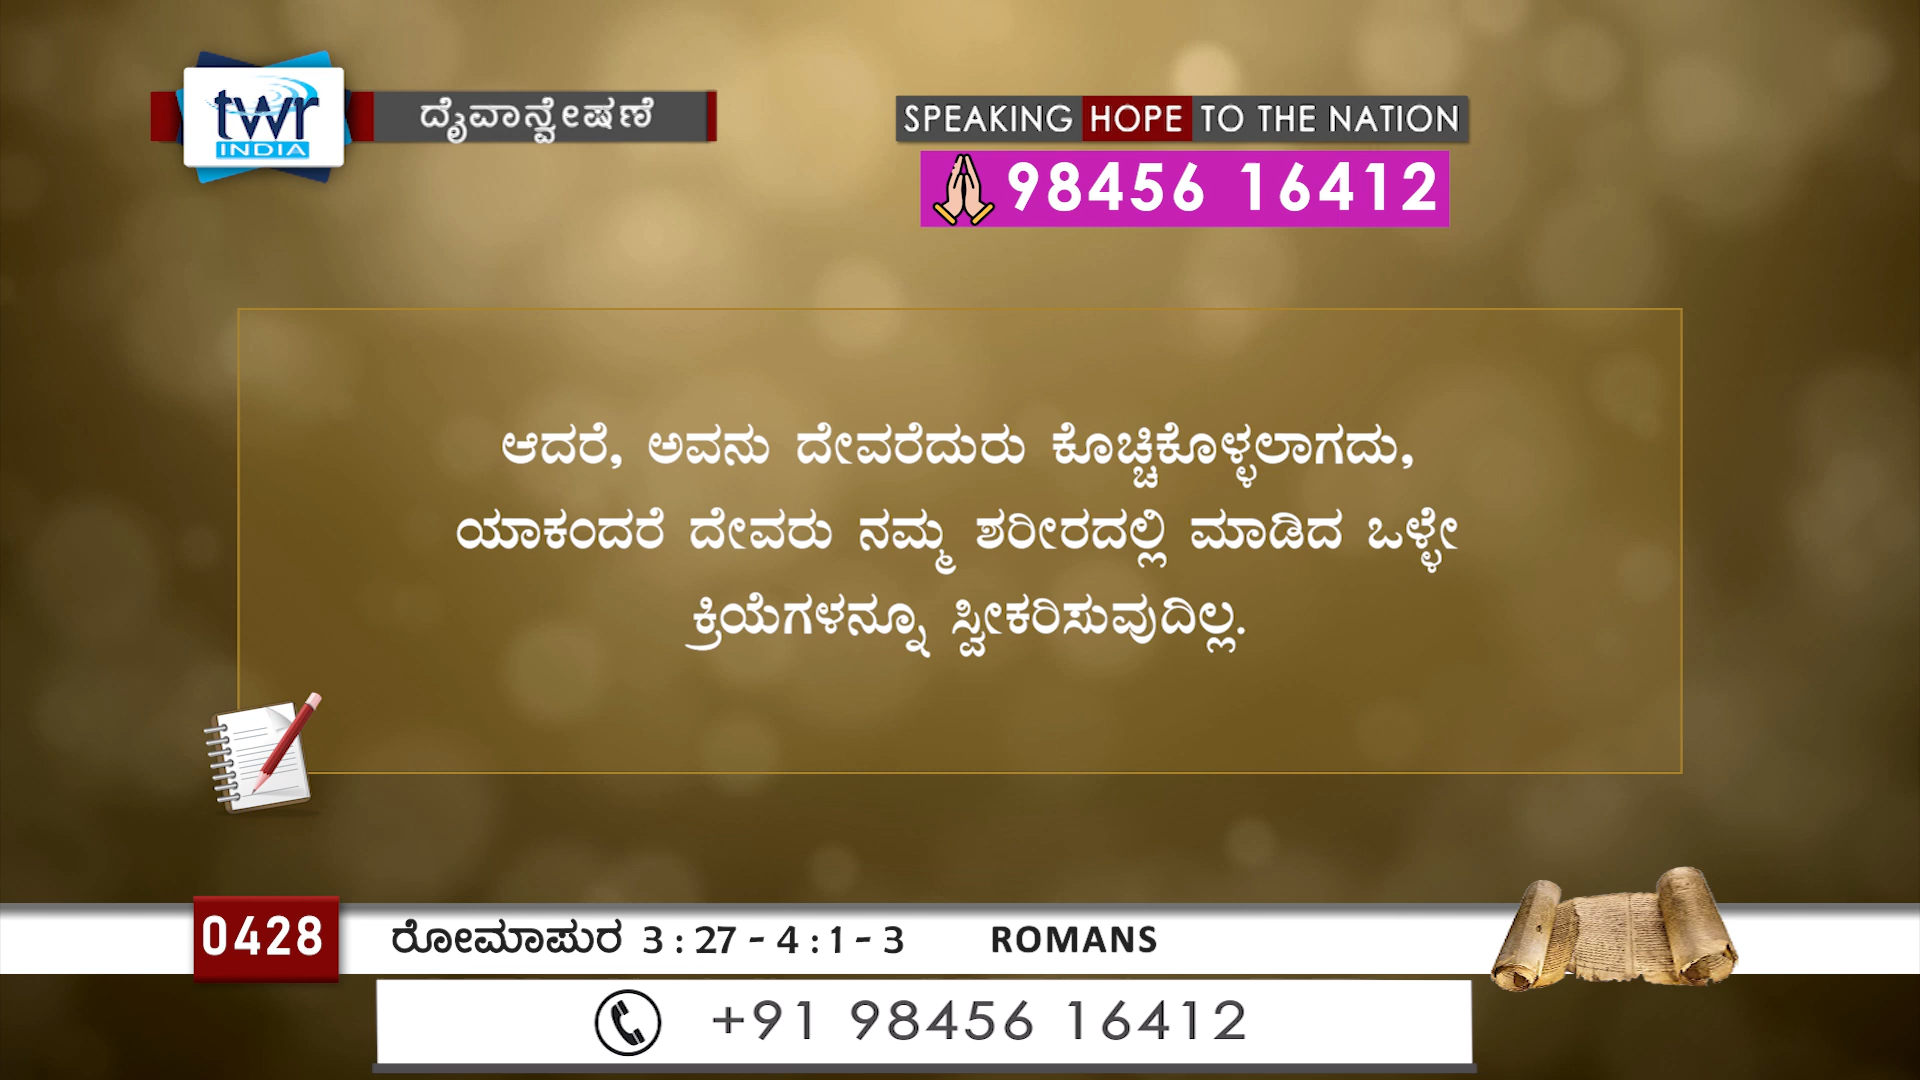 twr
INDIA
ದೈವಾನ್ವೇಷಣೆ
SPEAKING HOPE TO THE NATION
98456 16412
ಆದರೆ, ಅವನು ದೇವರೆದುರು ಕೊಚ್ಚಿಕೊಳ್ಳಲಾಗದು,
ಯಾಕಂದರೆ ದೇವರು ನಮ್ಮ ಶರೀರದಲ್ಲಿ ಮಾಡಿದ ಒಳ್ಳೇ
ಕ್ರಿಯೆಗಳನ್ನೂ ಸ್ವೀಕರಿಸುವುದಿಲ್ಲ.
0428 ರೋಮಾಪುರ 3 : 27 - 4 : 1 - 3 ROMANS
+91 98456 16412